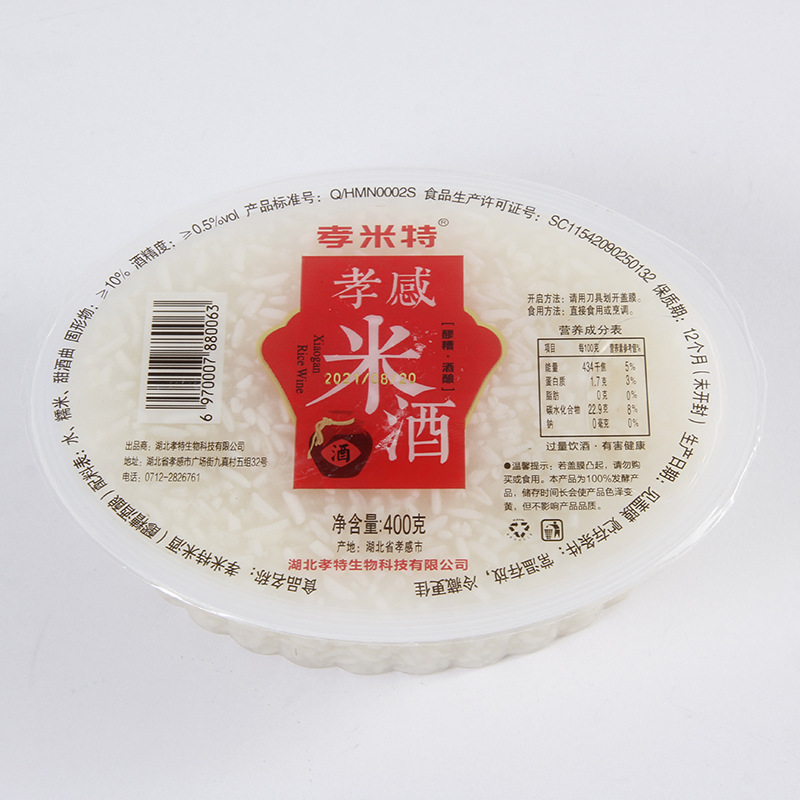 食品名称：孝米特米酒（醪糟酒酿）配料表：水、糯米、甜酒曲 固形物：≥10% 酒精度：≥0.5%vol 产品标准号：Q/HMN0002S 食品生产许可证号：SC11542090250132 保质期：12个月（未开封）生产日期：见盖膜 贮存条件：常温存放，冷藏更佳
孝米特®
孝感
米酒
[醪糟·酒酿]
Xiaogan
Rice Wine
酒
6 970007 880063
出品商：湖北孝特生物科技有限公司
地址：湖北省孝感市广场街九真村五组32号
电话：0712-2826761
净含量:400克
产地：湖北省孝感市
湖北孝特生物科技有限公司
开启方法：请用刀具划开盖膜。
食用方法：直接食用或烹调。
营养成分表
项目 每100克 营养素参考值%
能量 434千焦 5%
蛋白质 1.7克 3%
脂肪 0克 0%
碳水化合物 22.9克 8%
钠 0毫克 0%
过量饮酒·有害健康
●温馨提示：若盖膜凸起，请勿购
买或食用。本产品为100%发酵产
品，储存时间长会使产品色泽变
黄，但不影响产品品质。